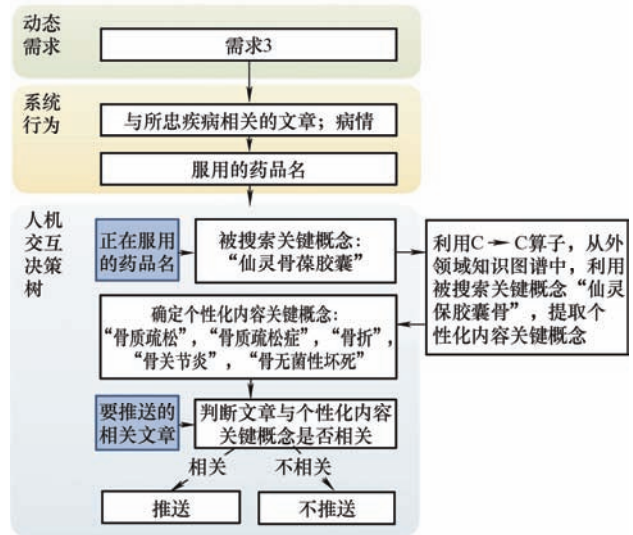 动态
需求
需求3
系统
行为
与所忠疾病相关的文章；病情
服用的药品名
人机
交互
决策
树
正在服用
的药品名
被搜索关键概念：
“仙灵骨葆胶囊”
利用C→C算子，从外
领域知识图谱中，利用
被搜索关键概念“仙灵
保胶囊骨”，提取个
性化内容关键概念
确定个性化内容关键概念：
“骨质疏松”，“骨质疏松症”，“骨折”，
“骨关节炎”，“骨无菌性坏死”
要推送的
相关文章
判断文章与个性化内容
关键概念是否相关
相关
不相关
推送
不推送